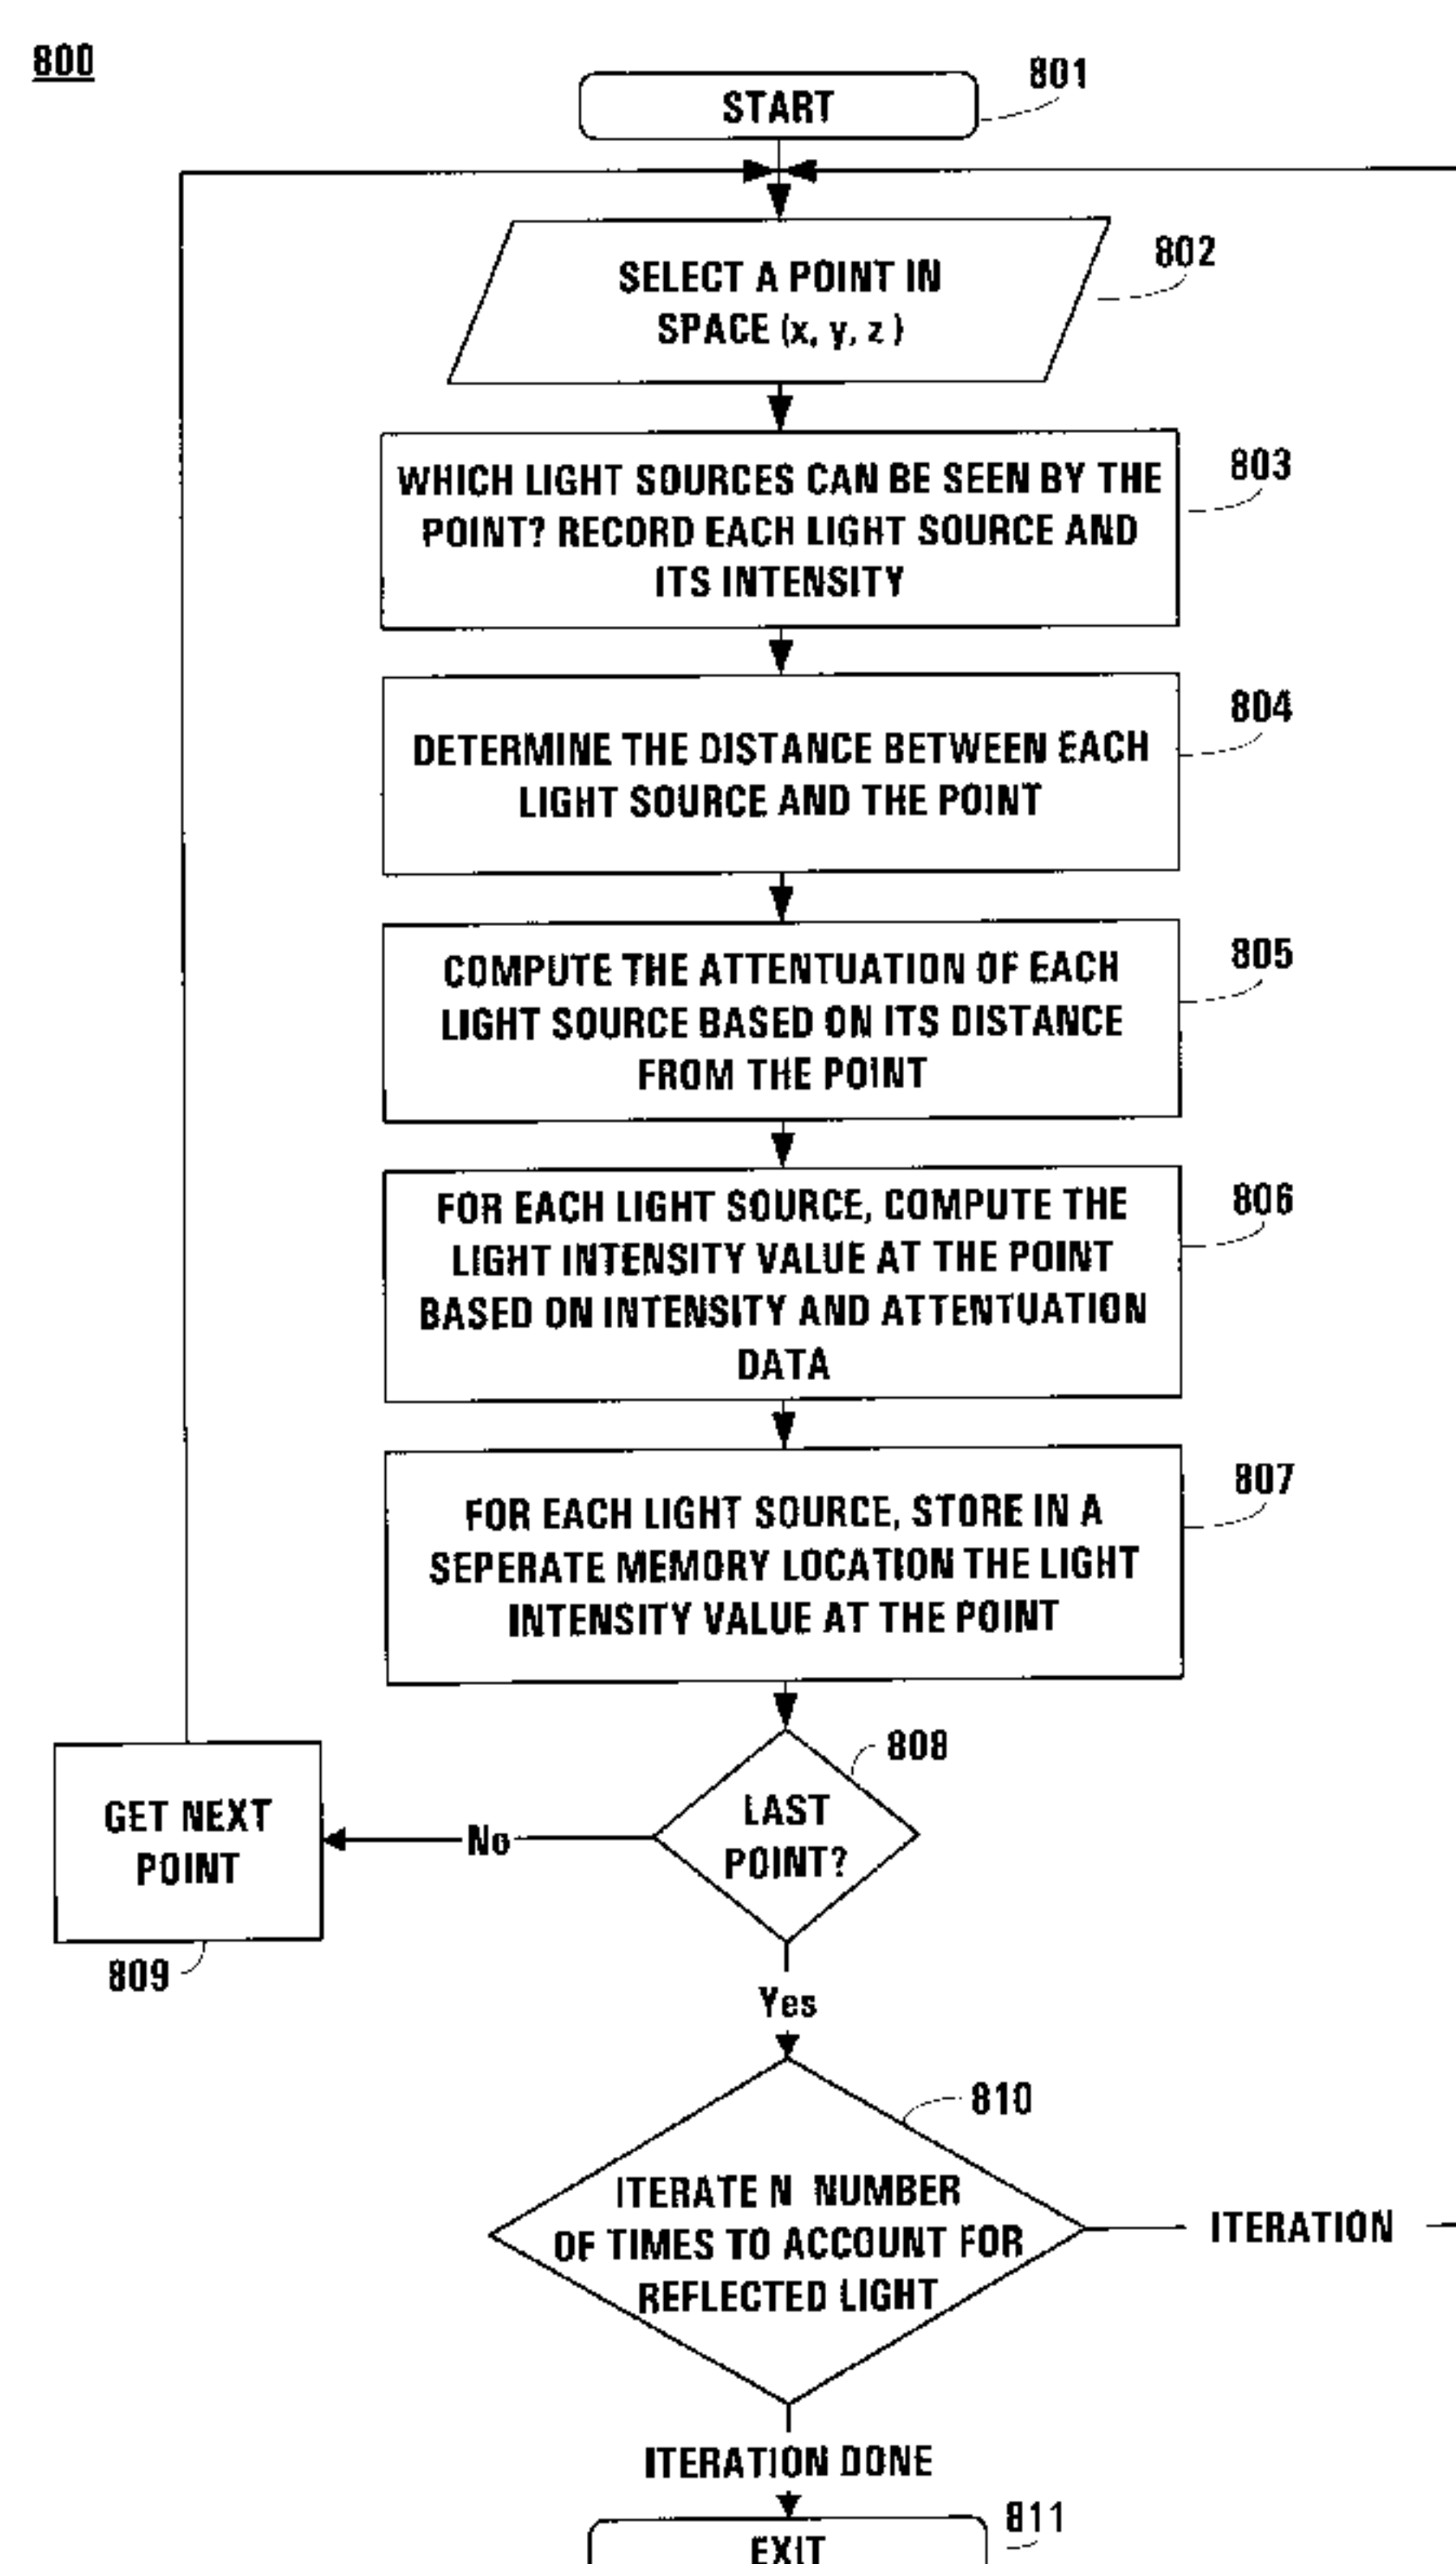 800
START
801
SELECT A POINT IN
SPACE (x, y, z )
802
WHICH LIGHT SOURCES CAN BE SEEN BY THE
POINT? RECORD EACH LIGHT SOURCE AND
ITS INTENSITY
803
DETERMINE THE DISTANCE BETWEEN EACH
LIGHT SOURCE AND THE POINT
804
COMPUTE THE ATTENTUATION OF EACH
LIGHT SOURCE BASED ON ITS DISTANCE
FROM THE POINT
805
FOR EACH LIGHT SOURCE, COMPUTE THE
LIGHT INTENSITY VALUE AT THE POINT
BASED ON INTENSITY AND ATTENTUATION
DATA
806
FOR EACH LIGHT SOURCE, STORE IN A
SEPERATE MEMORY LOCATION THE LIGHT
INTENSITY VALUE AT THE POINT
807
LAST
POINT?
808
No
GET NEXT
POINT
809
Yes
ITERATE N NUMBER
OF TIMES TO ACCOUNT FOR
REFLECTED LIGHT
810
ITERATION
ITERATION DONE
EXIT
811